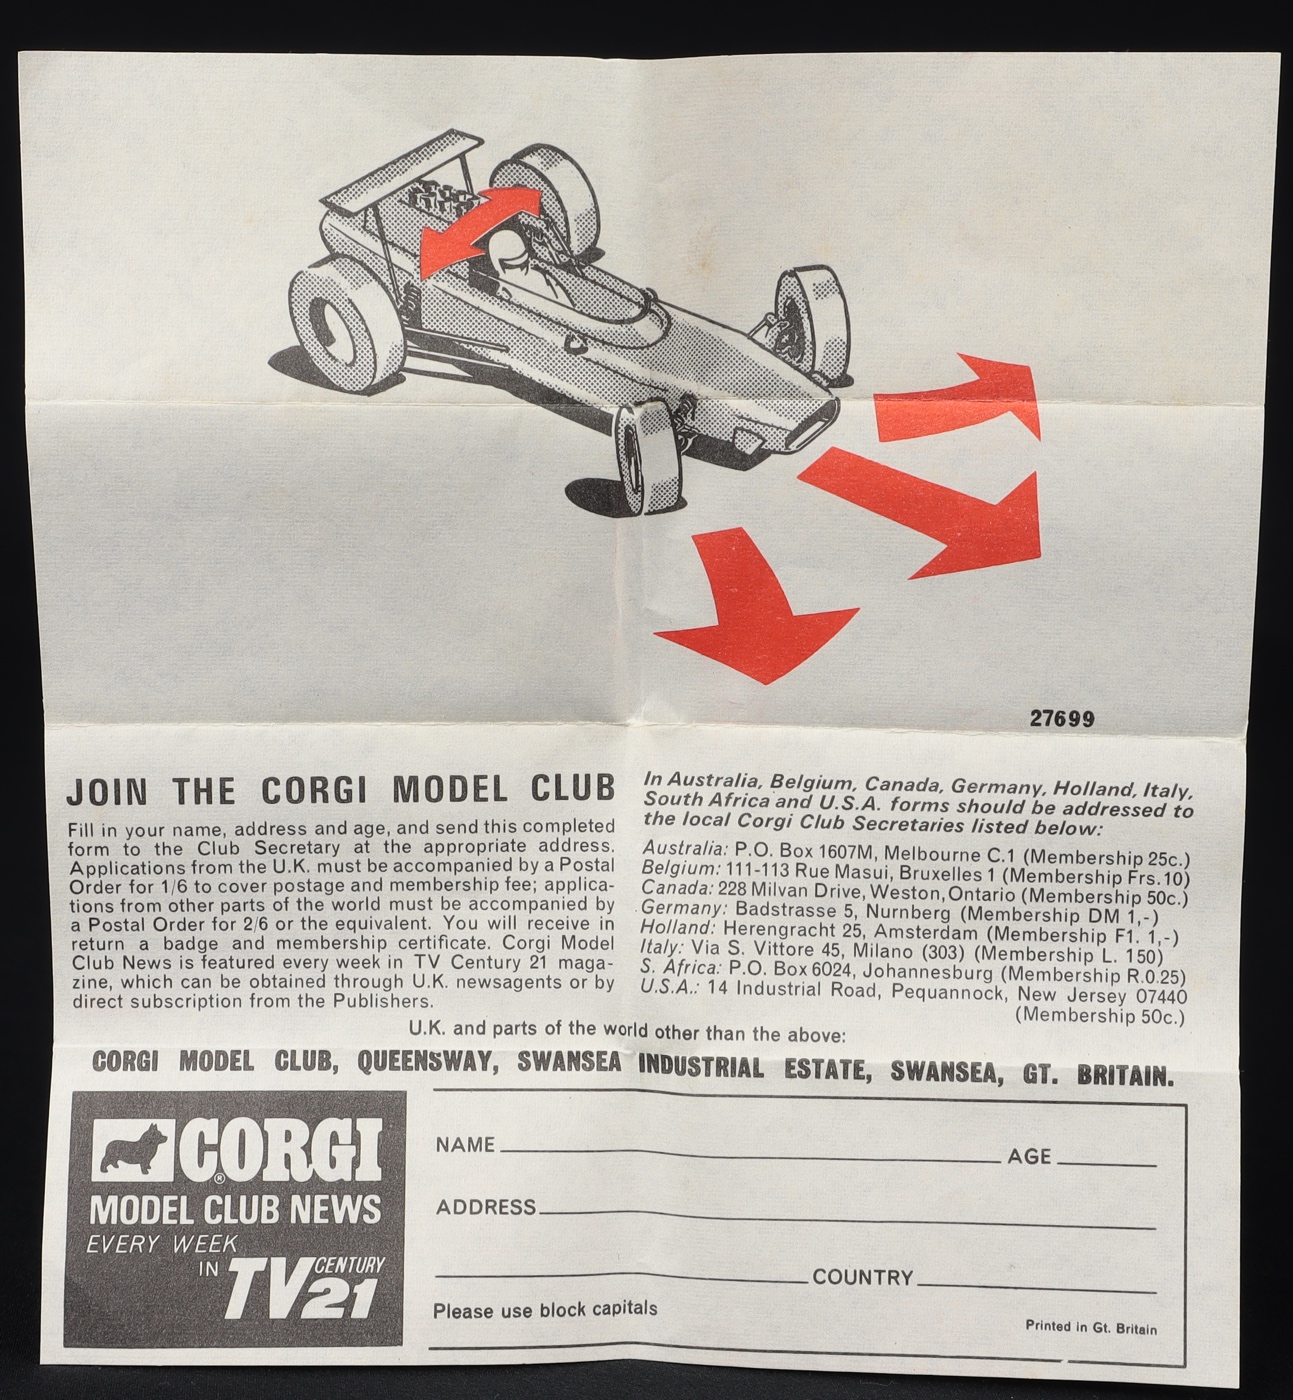 27699
JOIN THE CORGI MODEL CLUB
Fill in your name, address and age, and send this completed
form to the Club Secretary at the appropriate address.
Applications from the U.K. must be accompanied by a Postal
Order for 1/6 to cover postage and membership fee; applica-
tions from other parts of the world must be accompanied by
a Postal Order for 2/6 or the equivalent. You will receive in
return a badge and membership certificate. Corgi Model
Club News is featured every week in TV Century 21 maga-
zine, which can be obtained through U.K. newsagents or by
direct subscription from the Publishers.
In Australia, Belgium, Canada, Germany, Holland, Italy,
South Africa and U.S.A. forms should be addressed to
the local Corgi Club Secretaries listed below:
Australia: P.O. Box 1607M, Melbourne C.1 (Membership 25c.)
Belgium: 111-113 Rue Masui, Bruxelles 1 (Membership Frs.10)
Canada: 228 Milvan Drive, Weston, Ontario (Membership 50c.)
Germany: Badstrasse 5, Nurnberg (Membership DM 1,-)
Holland: Herengracht 25, Amsterdam (Membership F1. 1,-)
Italy: Via S. Vittore 45, Milano (303) (Membership L. 150)
S. Africa: P.O. Box 6024, Johannesburg (Membership R.0.25)
U.S.A.: 14 Industrial Road, Pequannock, New Jersey 07440
(Membership 50c.)
U.K. and parts of the world other than the above:
CORGI MODEL CLUB, QUEENSWAY, SWANSEA INDUSTRIAL ESTATE, SWANSEA, GT. BRITAIN.
CORGI®
MODEL CLUB NEWS
EVERY WEEK
IN TV CENTURY 21
NAME AGE
ADDRESS
COUNTRY
Please use block capitals
Printed in Gt. Britain